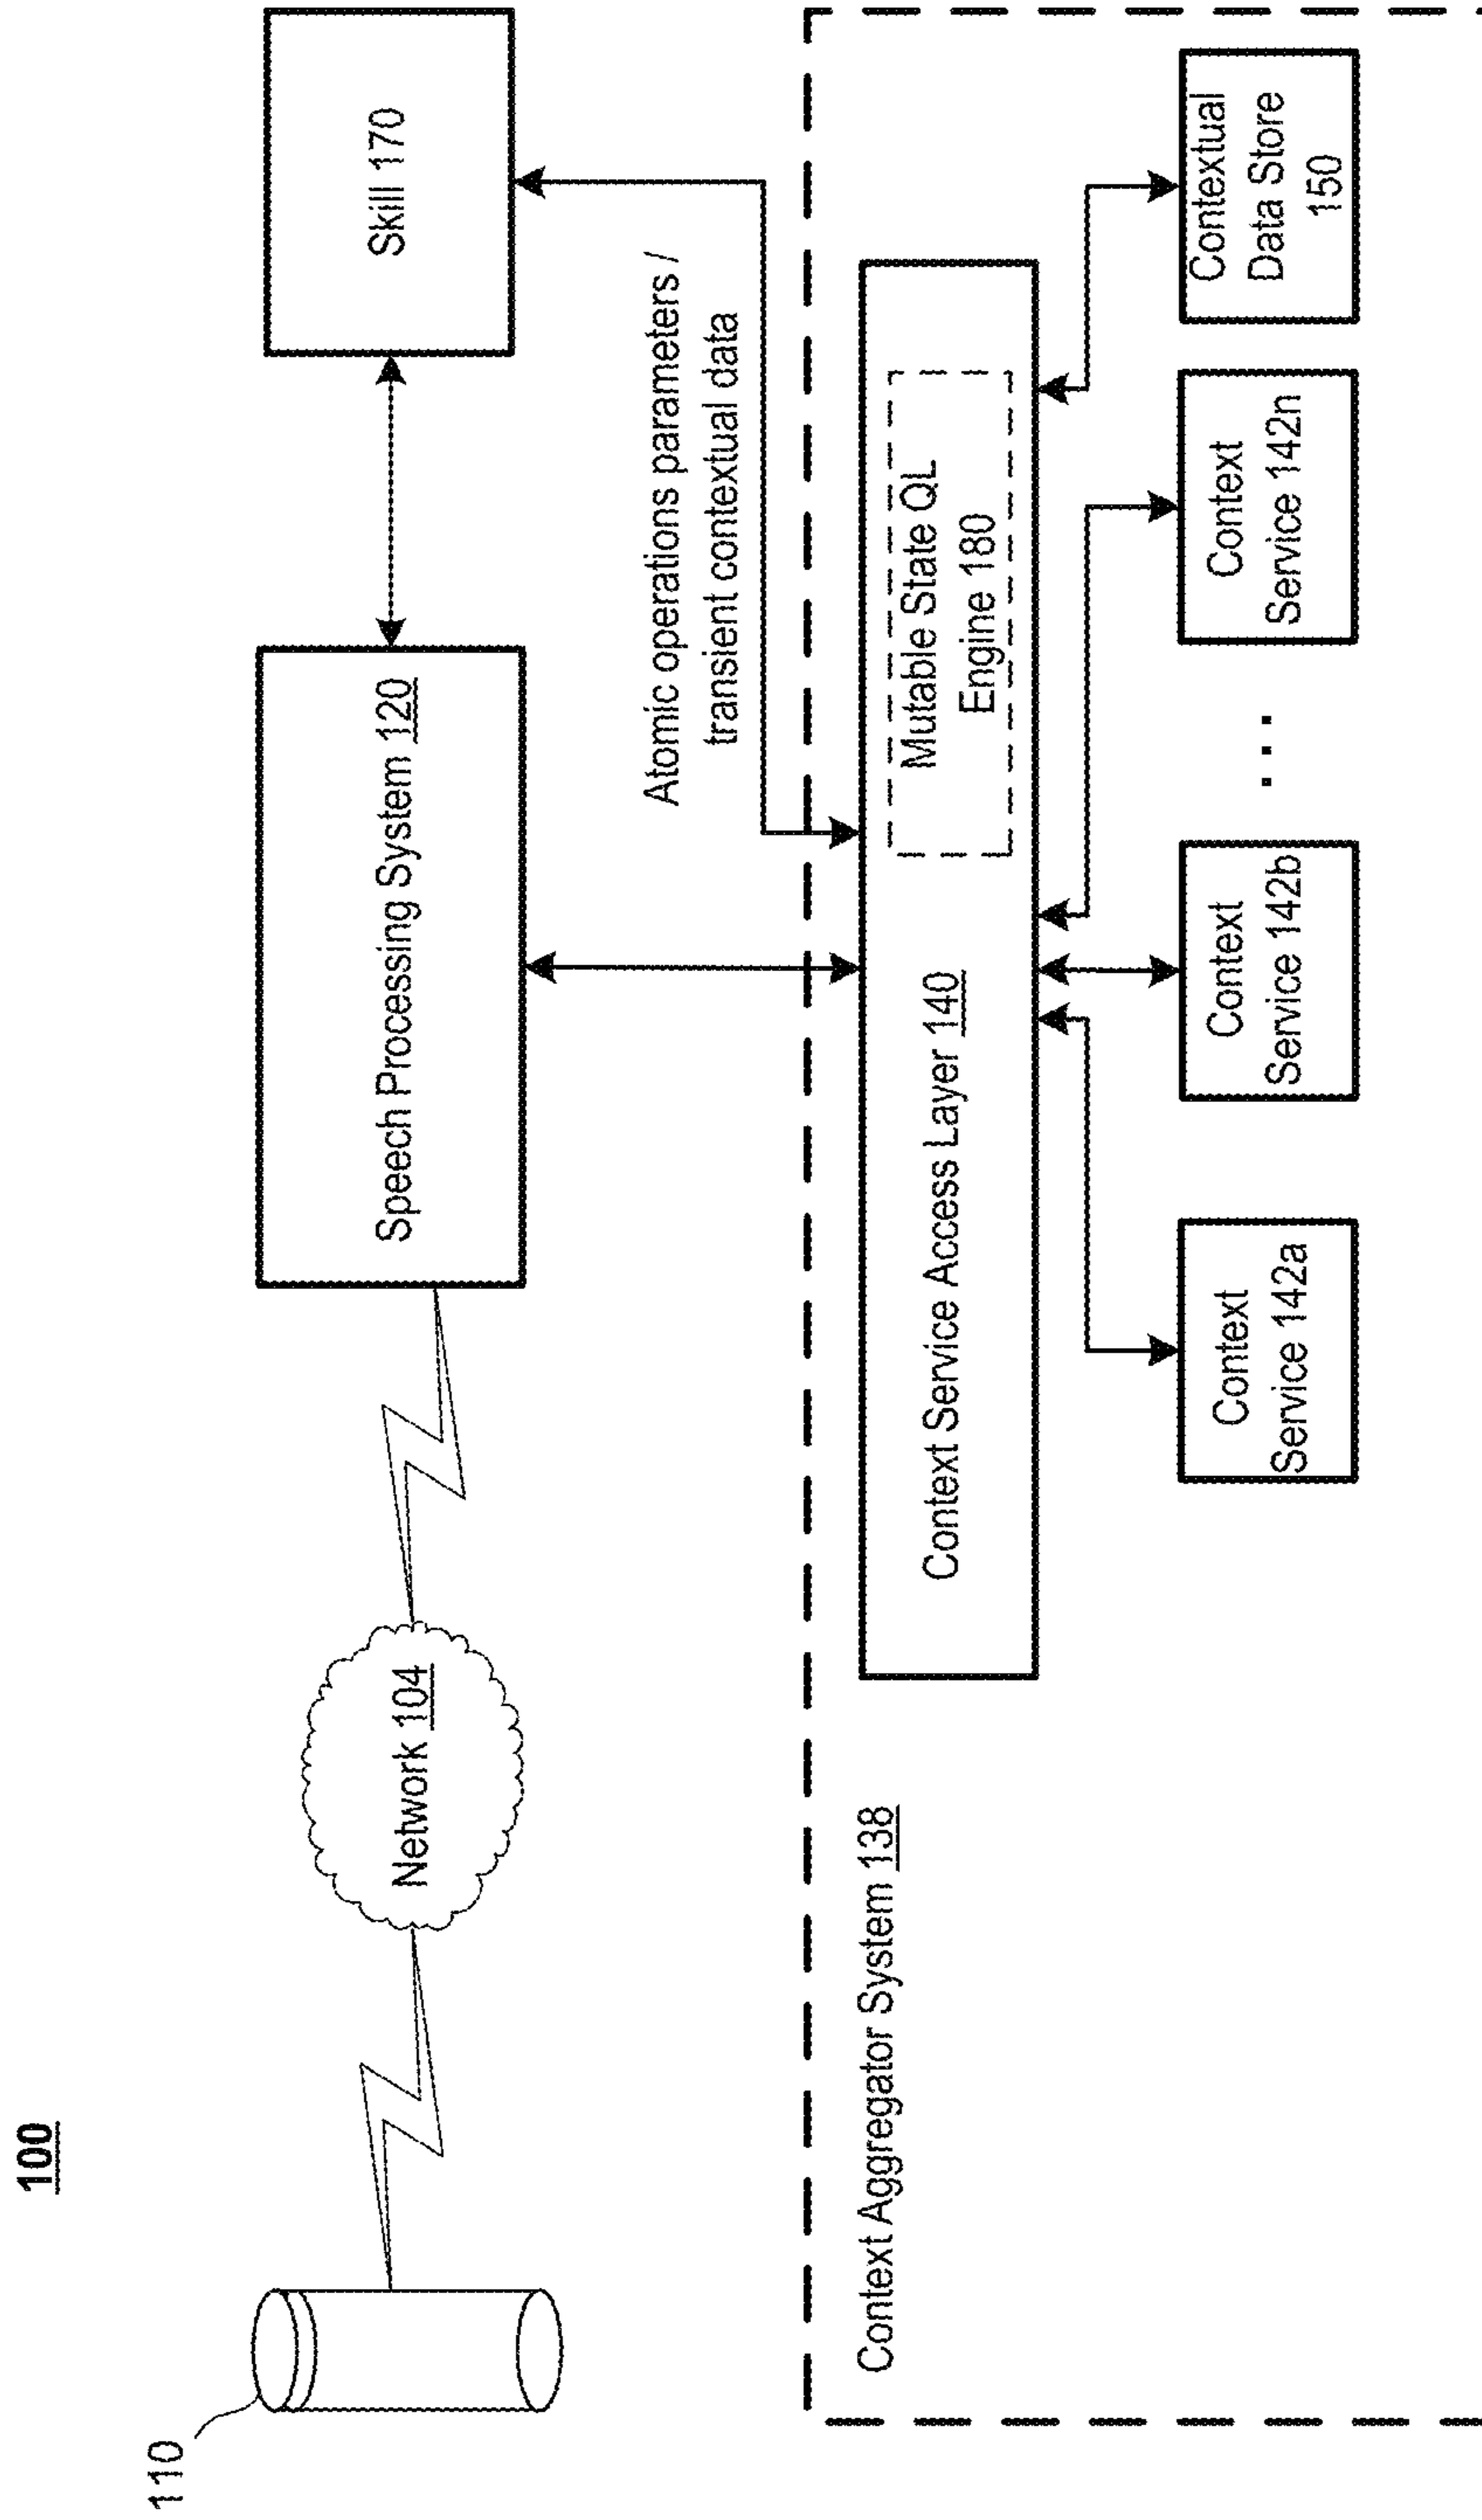 100
110
Network 104
Speech Processing System 120
Skill 170
Atomic operations parameters /
transient contextual data
Context Aggregator System 138
Context Service Access Layer 140
Mutable State QL
Engine 180
Context
Service 142a
Context
Service 142b
. . .
Context
Service 142n
Contextual
Data Store
150